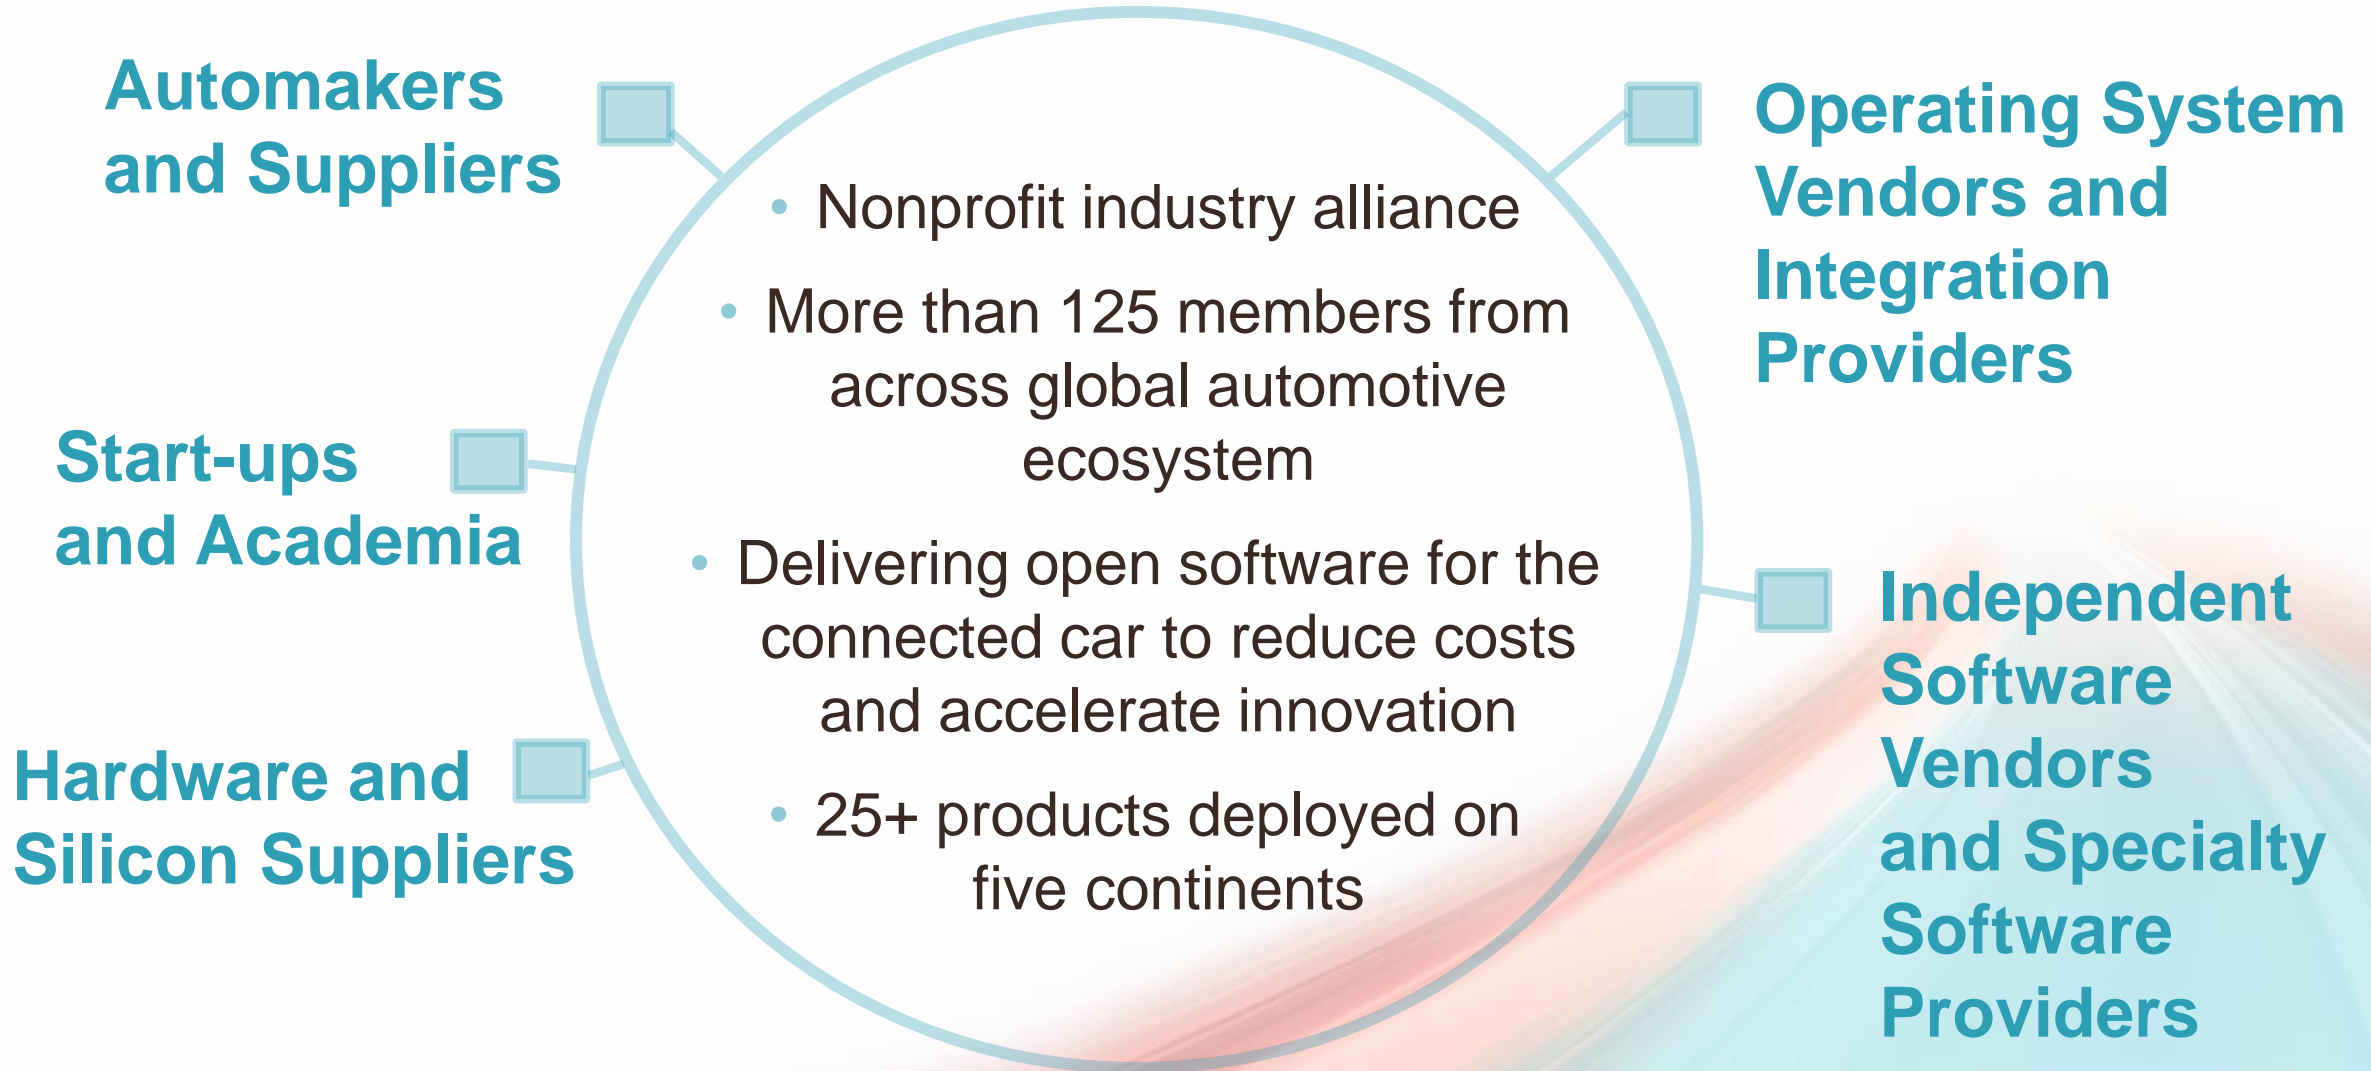 Automakers
and Suppliers
Start-ups
and Academia
Hardware and
Silicon Suppliers
• Nonprofit industry alliance
• More than 125 members from
across global automotive
ecosystem
• Delivering open software for the
connected car to reduce costs
and accelerate innovation
• 25+ products deployed on
five continents
Operating System
Vendors and
Integration
Providers
Independent
Software
Vendors
and Specialty
Software
Providers